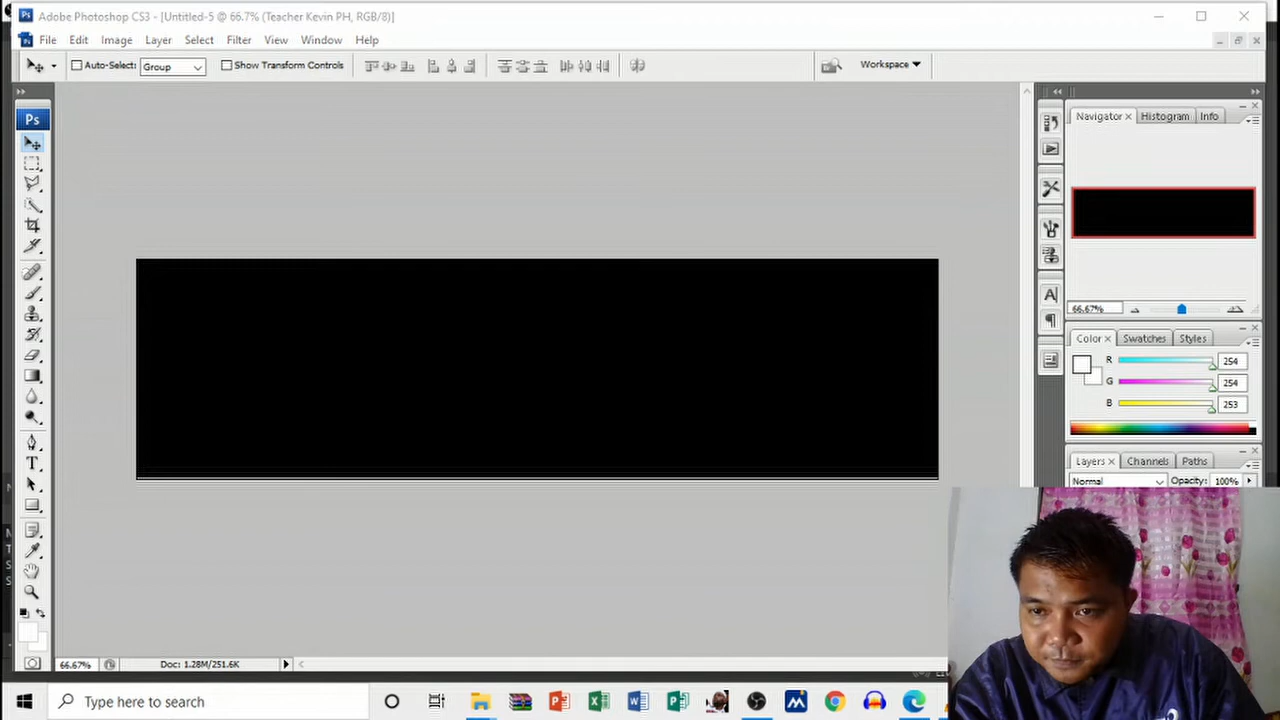 Adobe Photoshop CS3 - [Untitled-5 @ 66.7% (Teacher Kevin PH, RGB/8)]
File Edit Image Layer Select Filter View Window Help
Auto-Select: Group Show Transform Controls Workspace
Ps
Navigator × Histogram Info
66.67%
Color × Swatches Styles
R 254
G 254
B 253
Layers × Channels Paths
Normal Opacity: 100%
66.67% Doc: 1.28M/251.6K
Type here to search